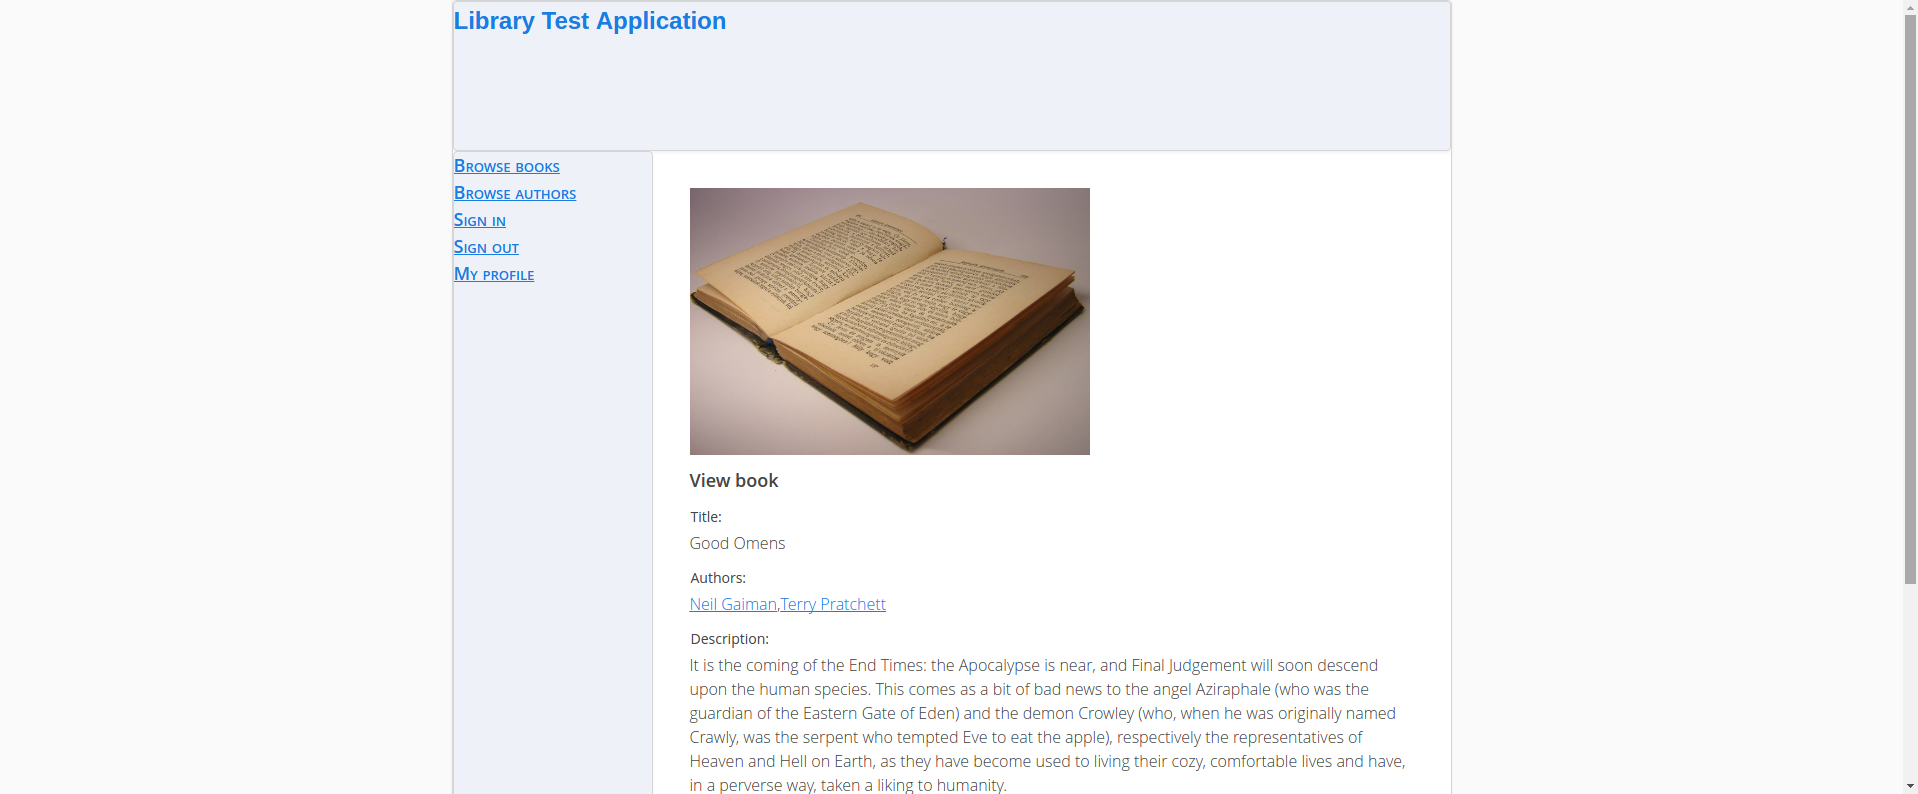 Library Test Application
Browse books
Browse authors
Sign in
Sign out
My profile
View book
Title:
Good Omens
Authors:
Neil Gaiman,Terry Pratchett
Description:
It is the coming of the End Times: the Apocalypse is near, and Final Judgement will soon descend
upon the human species. This comes as a bit of bad news to the angel Aziraphale (who was the
guardian of the Eastern Gate of Eden) and the demon Crowley (who, when he was originally named
Crawly, was the serpent who tempted Eve to eat the apple), respectively the representatives of
Heaven and Hell on Earth, as they have become used to living their cozy, comfortable lives and have,
in a perverse way, taken a liking to humanity.